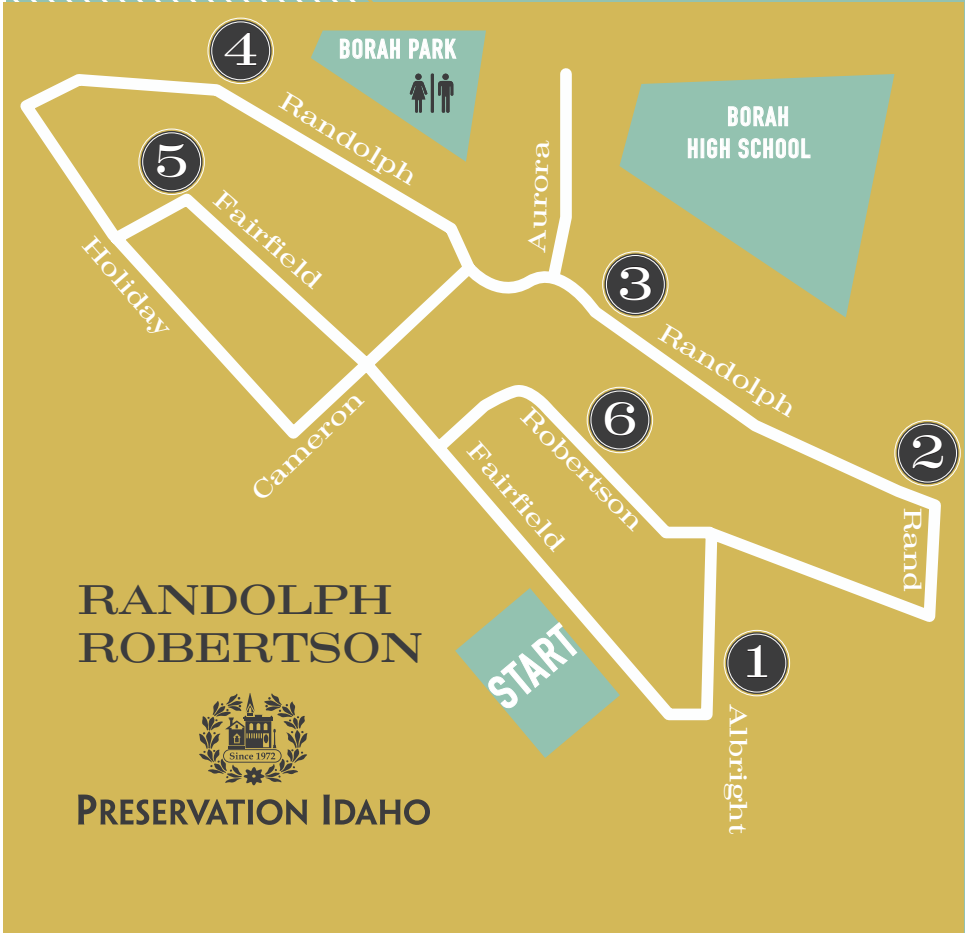 4
BORAH PARK
Randolph
BORAH
HIGH SCHOOL
5
Fairfield
Aurora
Holiday
3
Randolph
Cameron
6
Robertson
2
Rand
Fairfield
RANDOLPH
ROBERTSON
START
1
Albright
Since 1972
PRESERVATION IDAHO